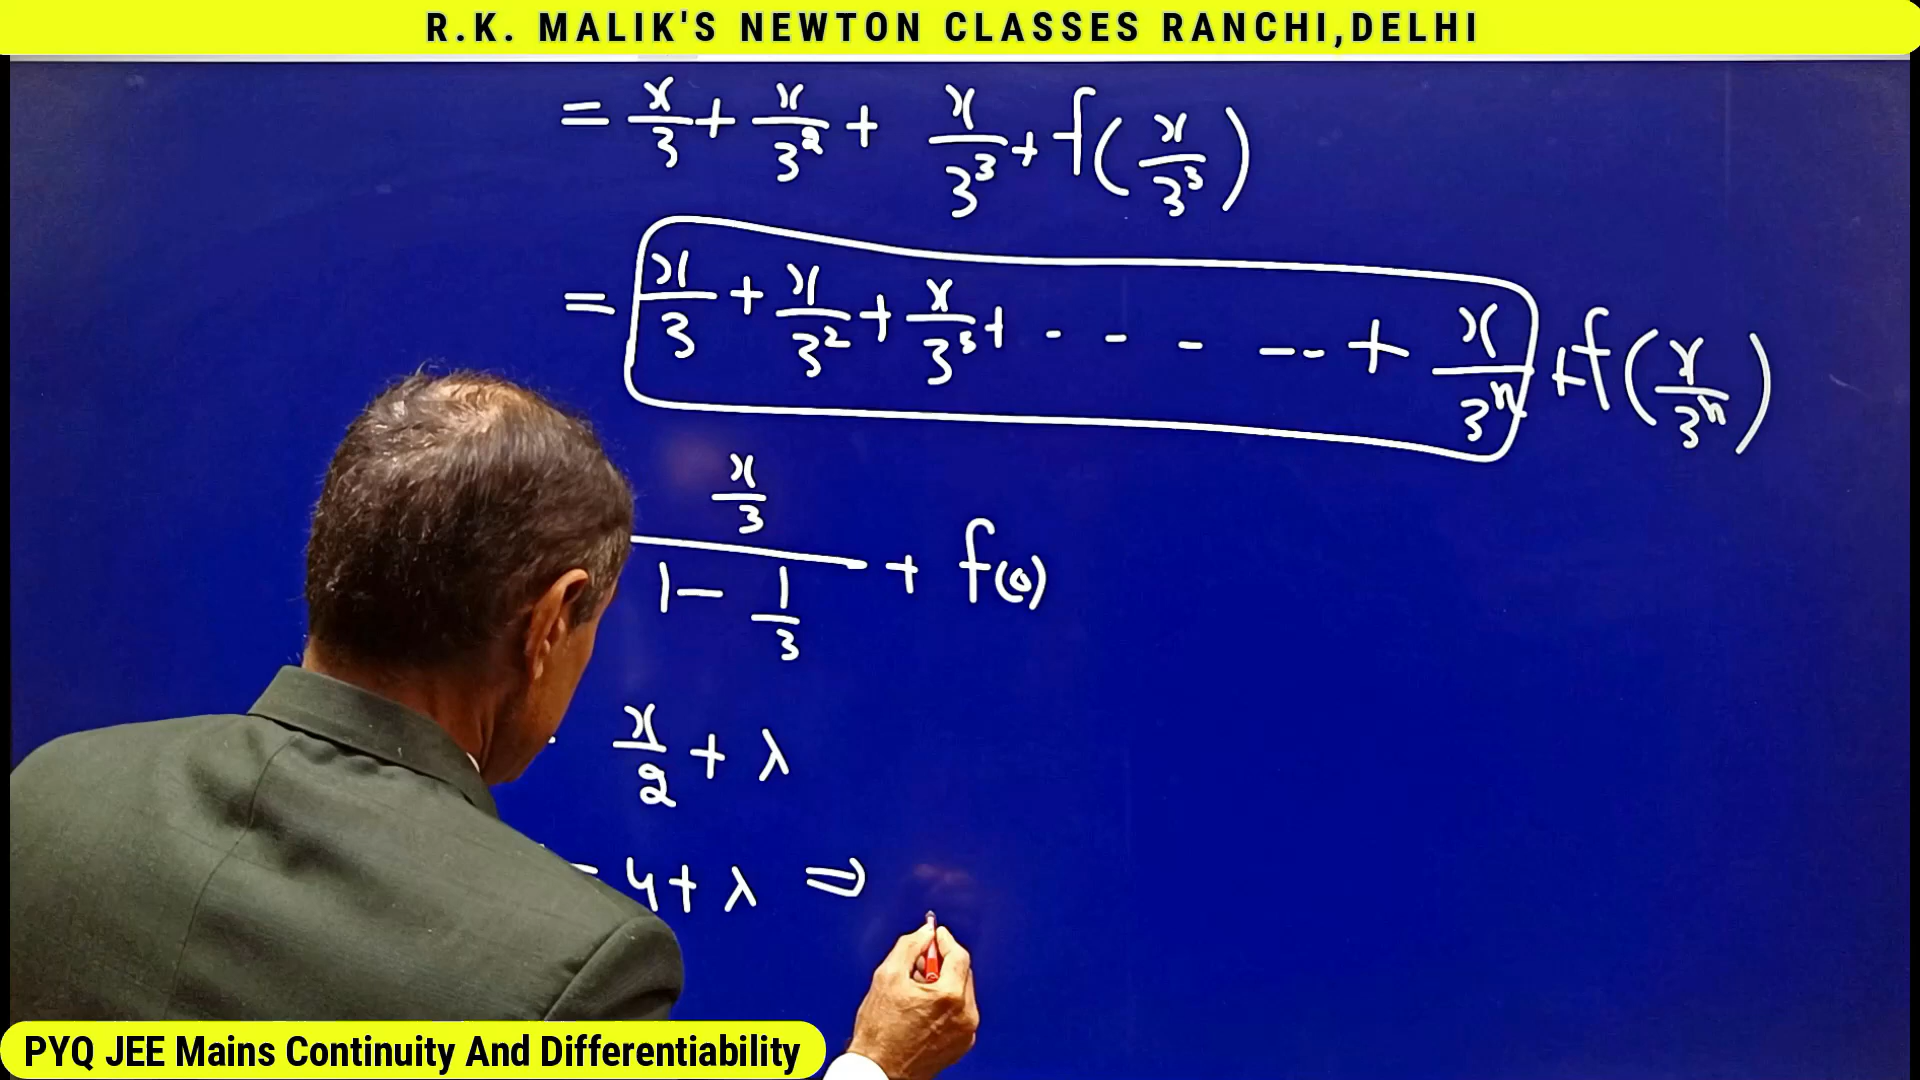 R.K. MALIK'S NEWTON CLASSES RANCHI,DELHI
= x/3 + x/3² + x/3³ + f(x/3³)
= x/3 + x/3² + x/3³ + - - - -- + x/3ⁿ + f(x/3ⁿ)
x/3 / 1 - 1/3 + f(0)
x/2 + λ
= 4 + λ ⇒
PYQ JEE Mains Continuity And Differentiability